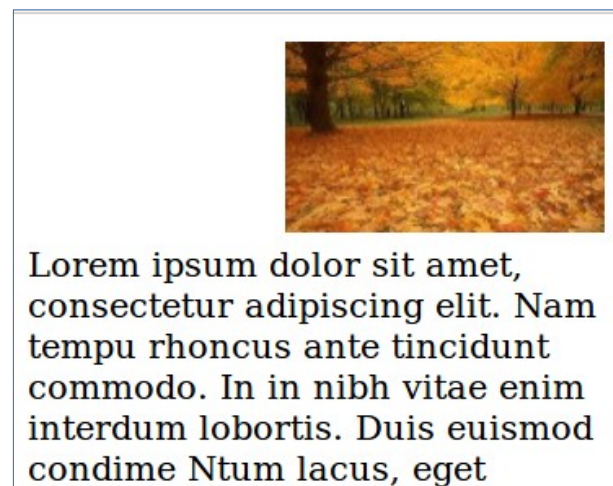 Lorem ipsum dolor sit amet,
consectetur adipiscing elit. Nam
tempu rhoncus ante tincidunt
commodo. In in nibh vitae enim
interdum lobortis. Duis euismod
condime Ntum lacus, eget